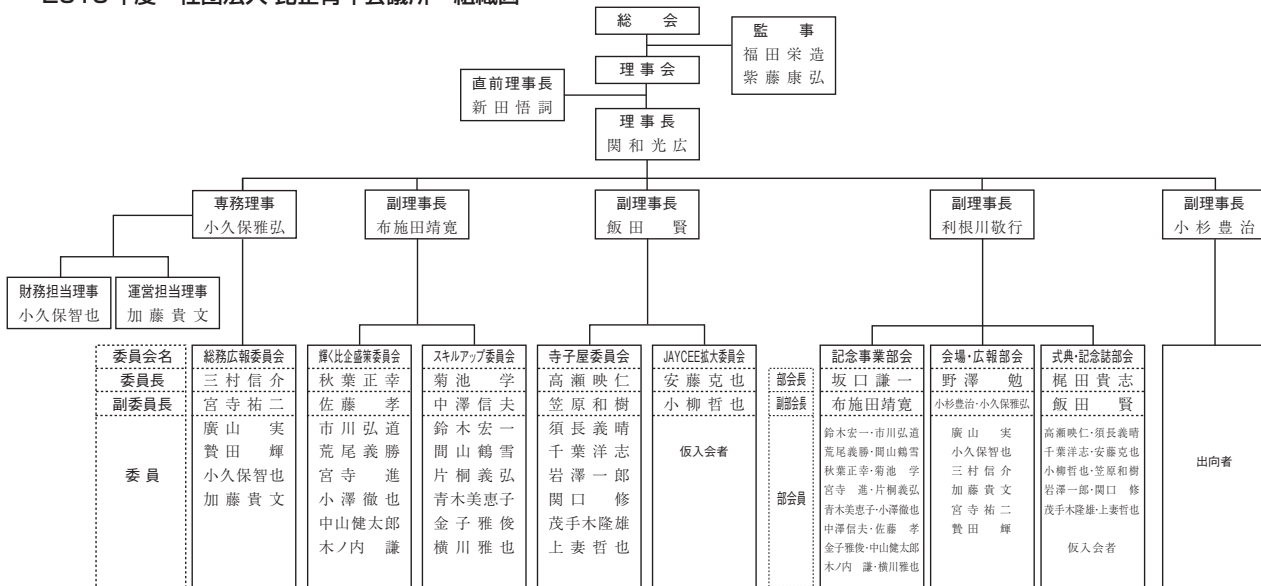 年度 社団法人 比企青年会議所 組織図
総 会
監 事
福田栄造
紫藤康弘
理事会
直前理事長
新田悟詞
理事長
関和光広
専務理事
小久保雅弘
副理事長
布施田靖寛
副理事長
飯田 賢
副理事長
利根川敬行
副理事長
小杉豊治
財務担当理事
小久保智也
運営担当理事
加藤貴文
委員会名
委員長
副委員長
委員
総務広報委員会
三村信介
宮寺祐二
廣山 実
贄田 輝
小久保智也
加藤貴文
輝く比企盛策委員会
秋葉正幸
佐藤 孝
市川弘道
荒尾義勝
宮寺 進
小澤徹也
中山健太郎
木ノ内 謙
スキルアップ委員会
菊池 学
中澤信夫
鈴木宏一
間山鶴雪
片桐義弘
青木美恵子
金子雅俊
横川雅也
寺子屋委員会
高瀬映仁
笠原和樹
須長義晴
千葉洋志
岩澤一郎
関口 修
茂手木隆雄
上妻哲也
JAYCEE拡大委員会
安藤克也
小柳哲也
仮入会者
部会長
副部会長
部会員
記念事業部会
坂口謙一
布施田靖寛
鈴木宏一・市川弘道
荒尾義勝・間山鶴雪
秋葉正幸・菊池 学
宮寺 進・片桐義弘
青木美恵子・小澤徹也
中澤信夫・佐藤 孝
金子雅俊・中山健太郎
木ノ内 謙・横川雅也
会場・広報部会
野澤 勉
小杉豊治・小久保雅弘
廣山 実
小久保智也
三村信介
加藤貴文
宮寺祐二
贄田 輝
式典・記念誌部会
梶田貴志
飯田 賢
高瀬映仁・須長義晴
千葉洋志・安藤克也
小柳哲也・笠原和樹
岩澤一郎・関口 修
茂手木隆雄・上妻哲也
仮入会者
出向者